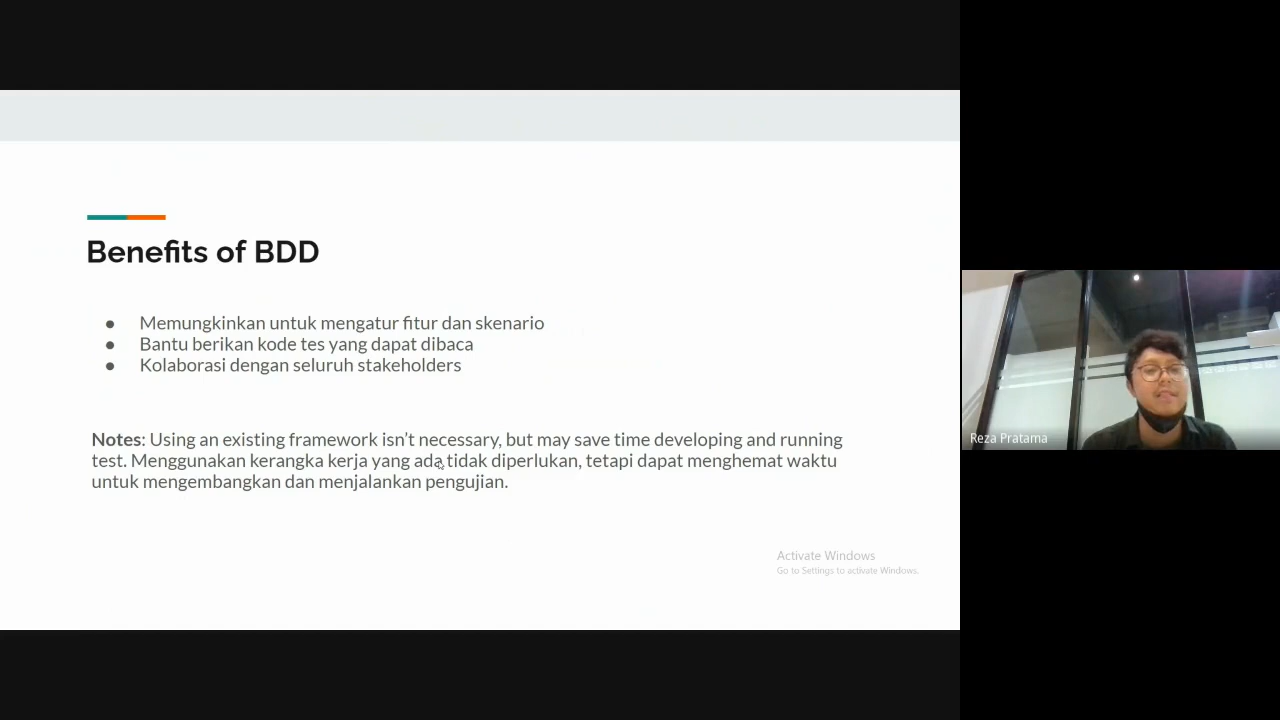 Benefits of BDD
● Memungkinkan untuk mengatur fitur dan skenario
● Bantu berikan kode tes yang dapat dibaca
● Kolaborasi dengan seluruh stakeholders
Notes: Using an existing framework isn't necessary, but may save time developing and running
test. Menggunakan kerangka kerja yang ada tidak diperlukan, tetapi dapat menghemat waktu
untuk mengembangkan dan menjalankan pengujian.
Activate Windows
Go to Settings to activate Windows.
Reza Pratama